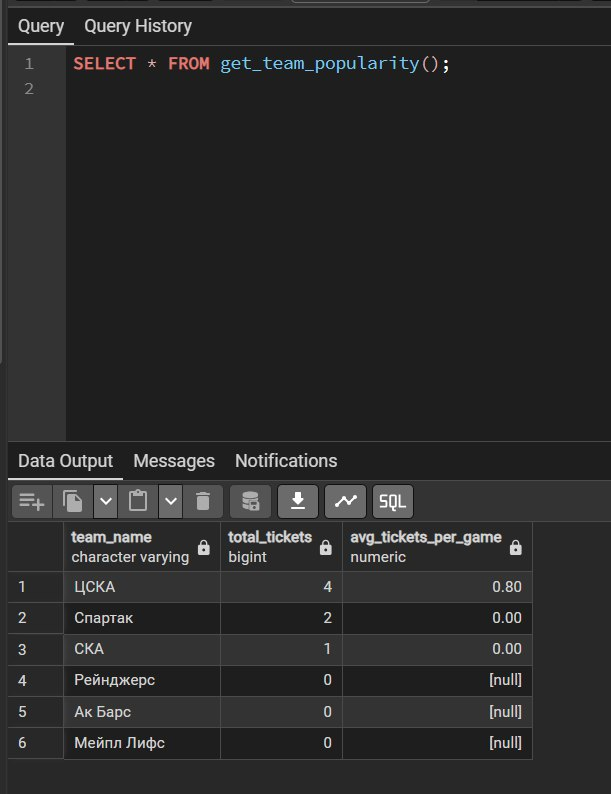 Query Query History
1 SELECT * FROM get_team_popularity();
2
Data Output Messages Notifications
SQL
team_name total_tickets avg_tickets_per_game
character varying bigint numeric
1 ЦСКА 4 0.80
2 Спартак 2 0.00
3 СКА 1 0.00
4 Рейнджерс 0 [null]
5 Ак Барс 0 [null]
6 Мейпл Лифс 0 [null]